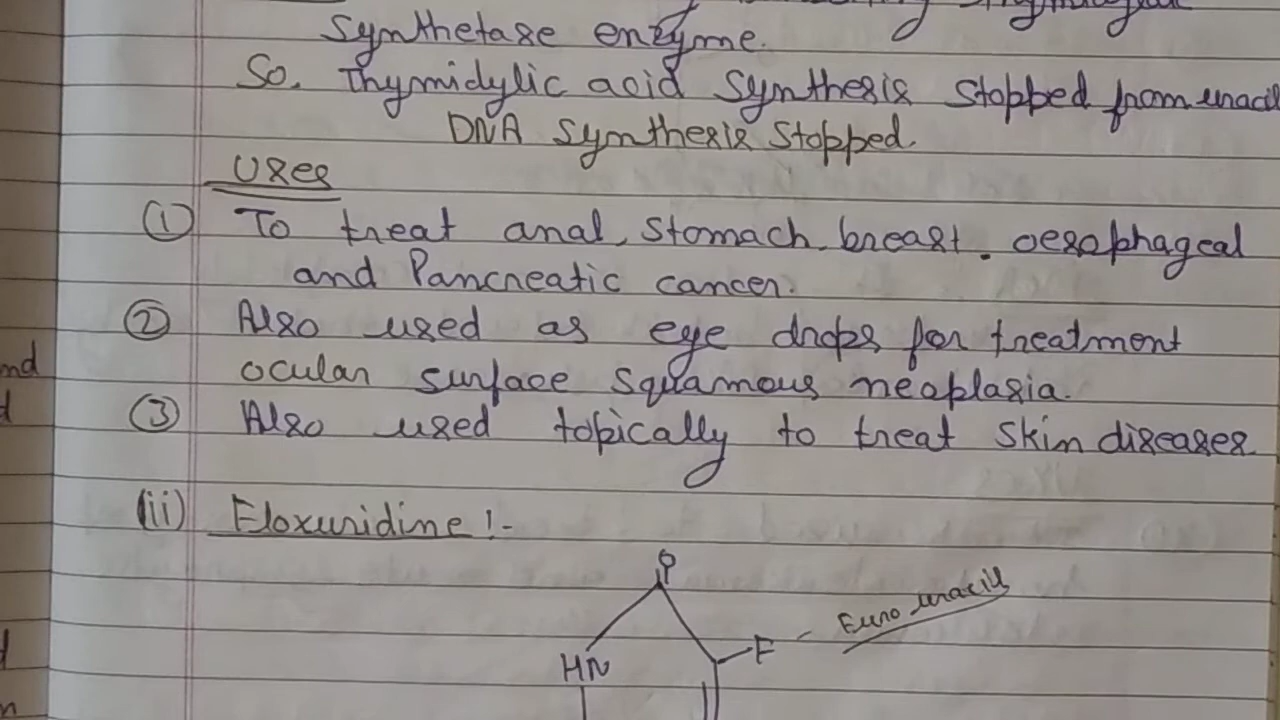 Synthetase enzyme.
So, Thymidylic acid Synthesis Stopped from uracil
DNA Synthesis Stopped.
Uses
① To treat anal, Stomach, breast, oesophageal
and Pancreatic cancer.
② Also used as eye drops for treatment
ocular surface squamous neoplasia.
③ Also used topically to treat Skin diseases
(ii) Floxuridine :-
O
F
HN
nd
d
d
n